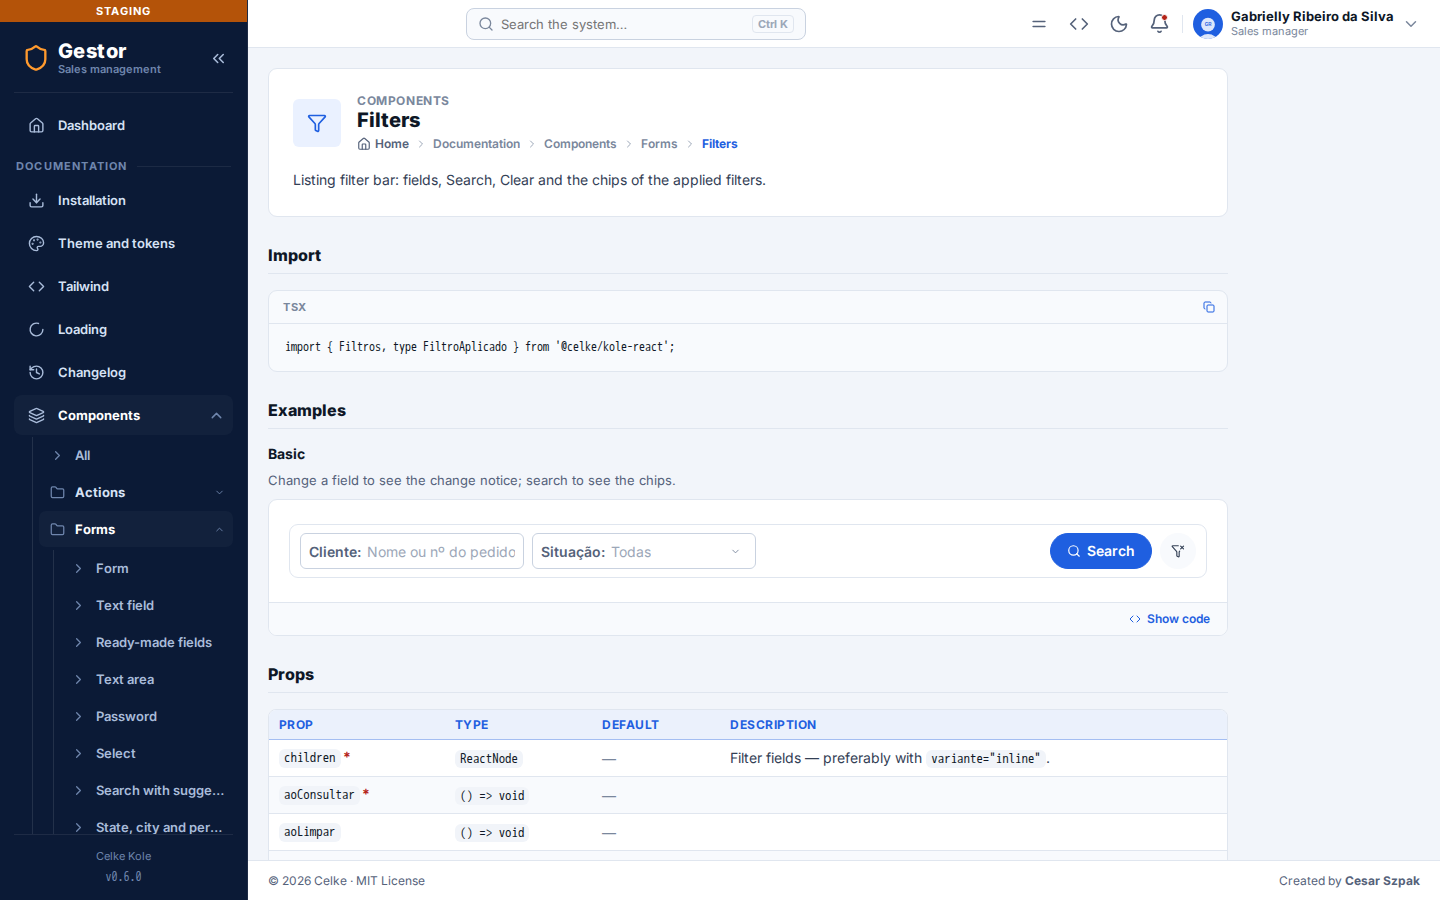 STAGING
Gestor
Sales management
Dashboard
DOCUMENTATION
Installation
Theme and tokens
Tailwind
Loading
Changelog
Components
All
Actions
Forms
Form
Text field
Ready-made fields
Text area
Password
Select
Search with sugge...
State, city and per...
Celke Kole
v0.6.0
Search the system...
Ctrl K
GR
Gabrielly Ribeiro da Silva
Sales manager
COMPONENTS
Filters
Home
Documentation
Components
Forms
Filters
Listing filter bar: fields, Search, Clear and the chips of the applied filters.
Import
TSX
import { Filtros, type FiltroAplicado } from '@celke/kole-react';
Examples
Basic
Change a field to see the change notice; search to see the chips.
Cliente: Nome ou nº do pedido
Situação: Todas
Search
Show code
Props
PROP TYPE DEFAULT DESCRIPTION
children * ReactNode — Filter fields — preferably with variante="inline".
aoConsultar * () => void —
aoLimpar () => void —
© 2026 Celke · MIT License
Created by Cesar Szpak